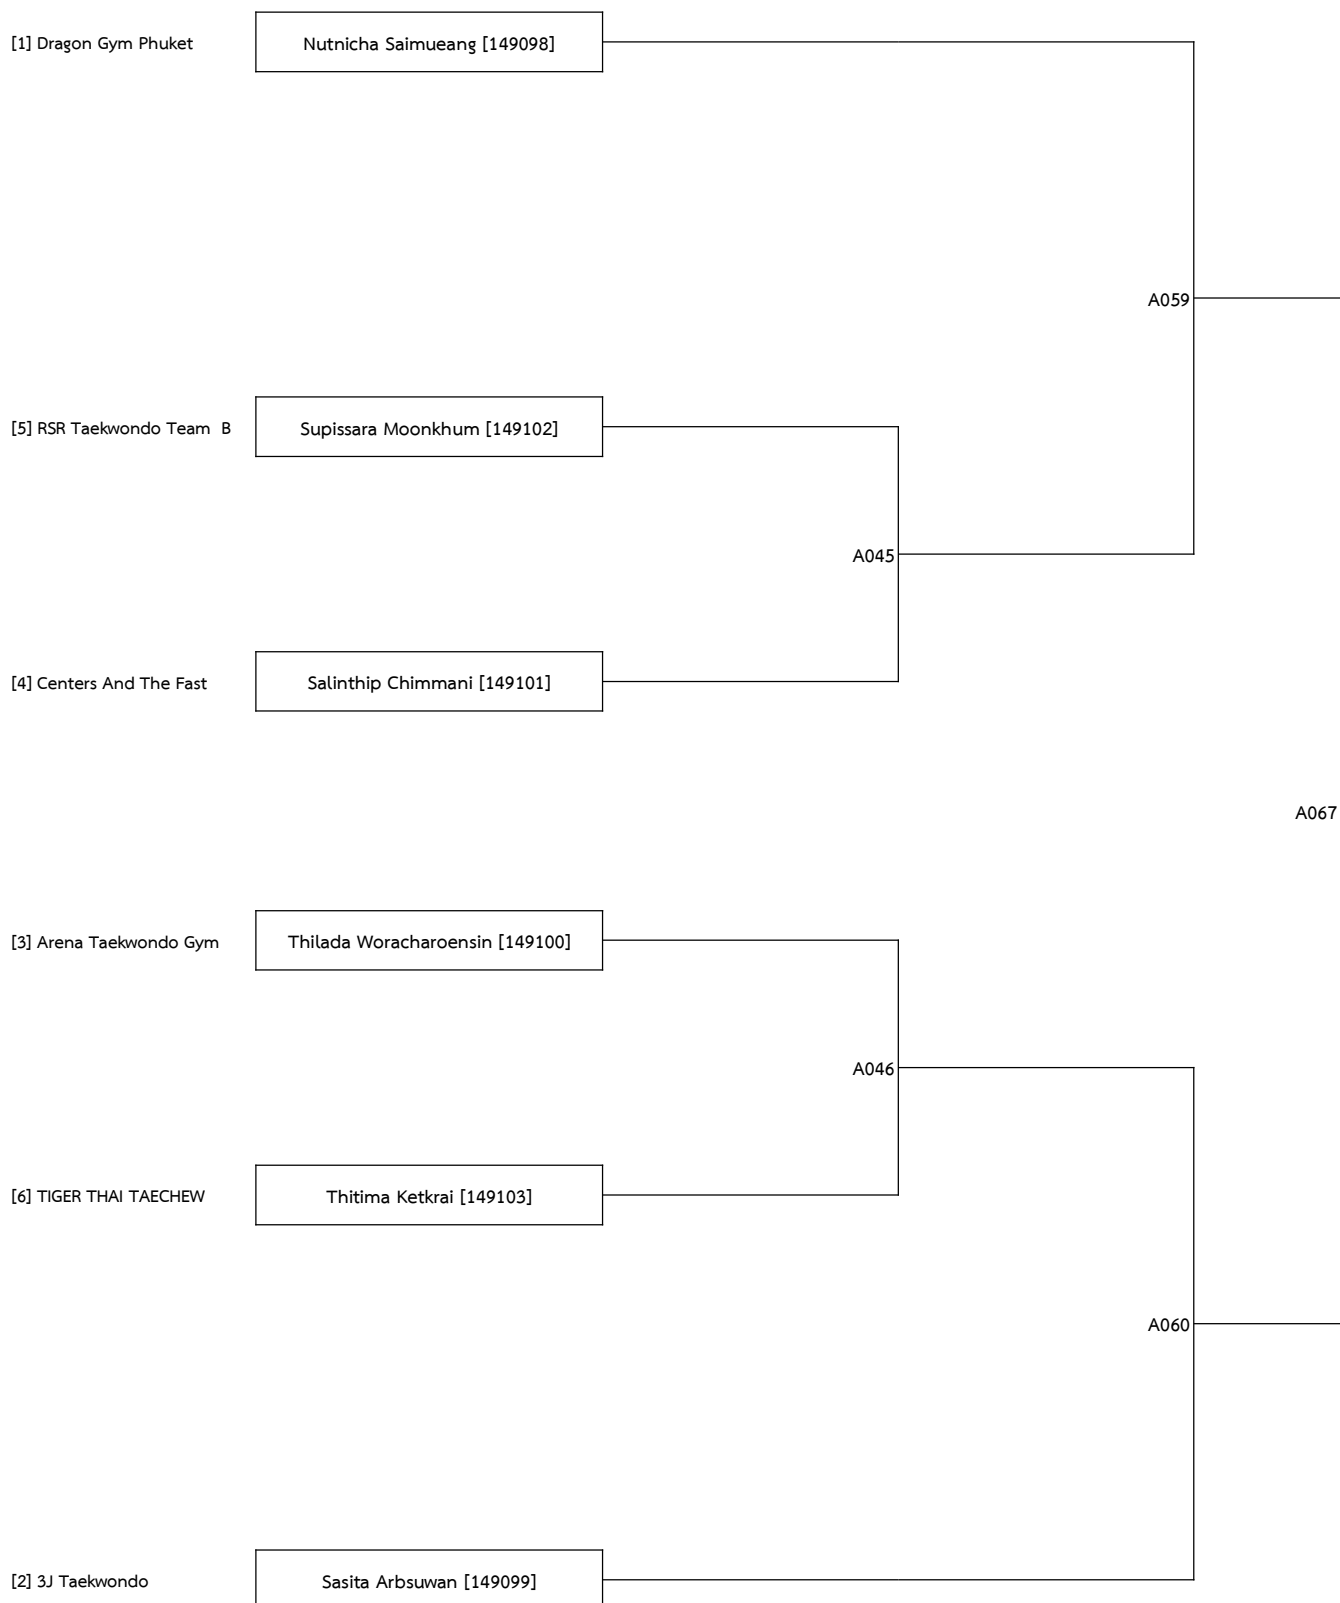 [1] Dragon Gym Phuket
Nutnicha Saimueang [149098]
A059
[5] RSR Taekwondo Team B
Supissara Moonkhum [149102]
A045
[4] Centers And The Fast
Salinthip Chimmani [149101]
A067
[3] Arena Taekwondo Gym
Thilada Woracharoensin [149100]
A046
[6] TIGER THAI TAECHEW
Thitima Ketkrai [149103]
A060
[2] 3J Taekwondo
Sasita Arbsuwan [149099]